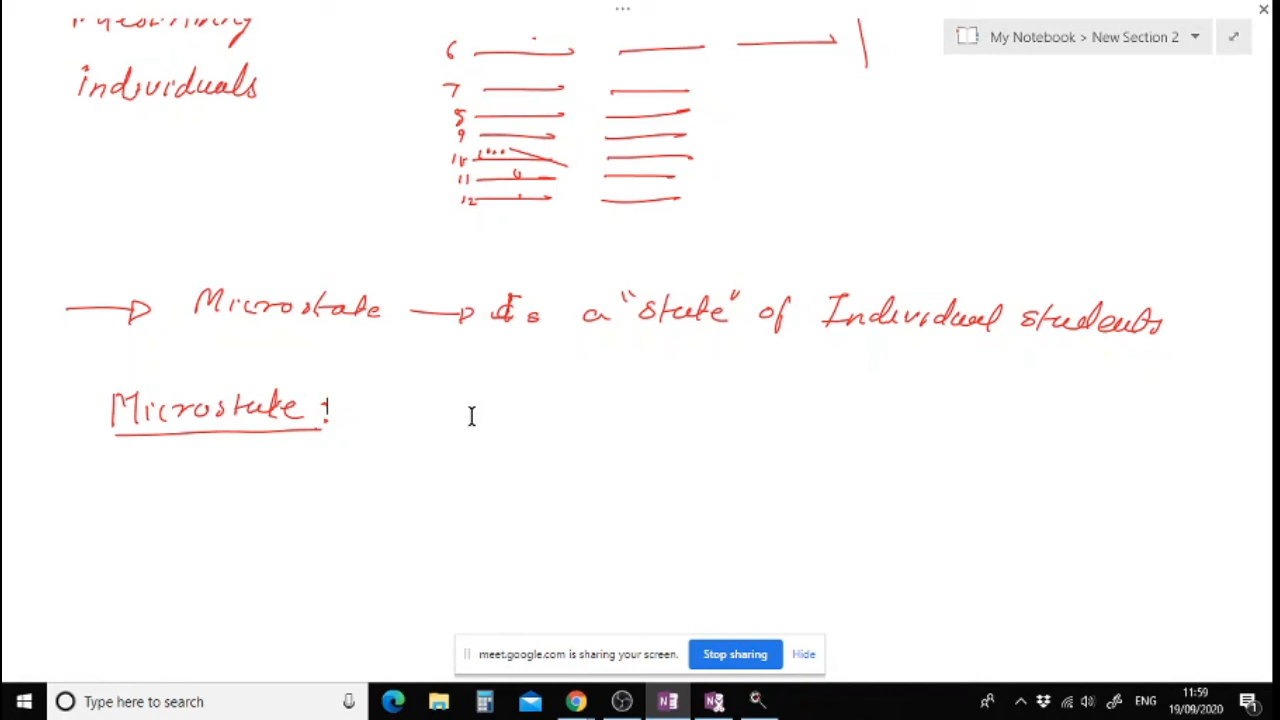 My Notebook > New Section 2
individuals
6
7
8
9
10
11
12
Microstate → Is a "state" of Individual students
Microstate :
meet.google.com is sharing your screen. Stop sharing Hide
Type here to search
ENG
11:59
19/09/2020
1